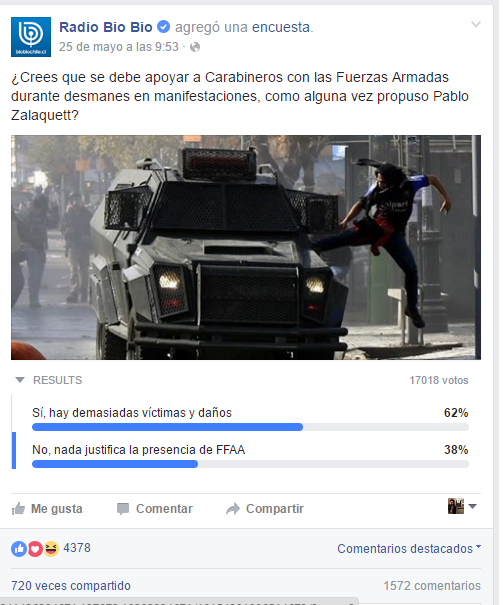 Radio Bio Bio agregó una encuesta.
25 de mayo a las 9:53 ·
biobiochile.cl
¿Crees que se debe apoyar a Carabineros con las Fuerzas Armadas
durante desmanes en manifestaciones, como alguna vez propuso Pablo
Zalaquett?
RESULTS
17018 votos
Sí, hay demasiadas víctimas y daños
62%
No, nada justifica la presencia de FFAA
38%
Me gusta
Comentar
Compartir
4378
Comentarios destacados
720 veces compartido
1572 comentarios